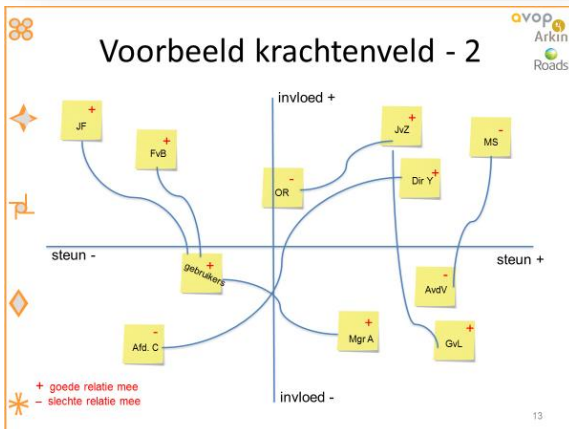 avop
Arkin
Roads
Voorbeeld krachtenveld - 2
invloed +
JF +
FvB +
OR -
JvZ +
MS -
Dir Y +
steun -
steun +
gebruikers +
AvdV -
Afd. C -
Mgr A +
GvL +
+ goede relatie mee
- slechte relatie mee
invloed -
13